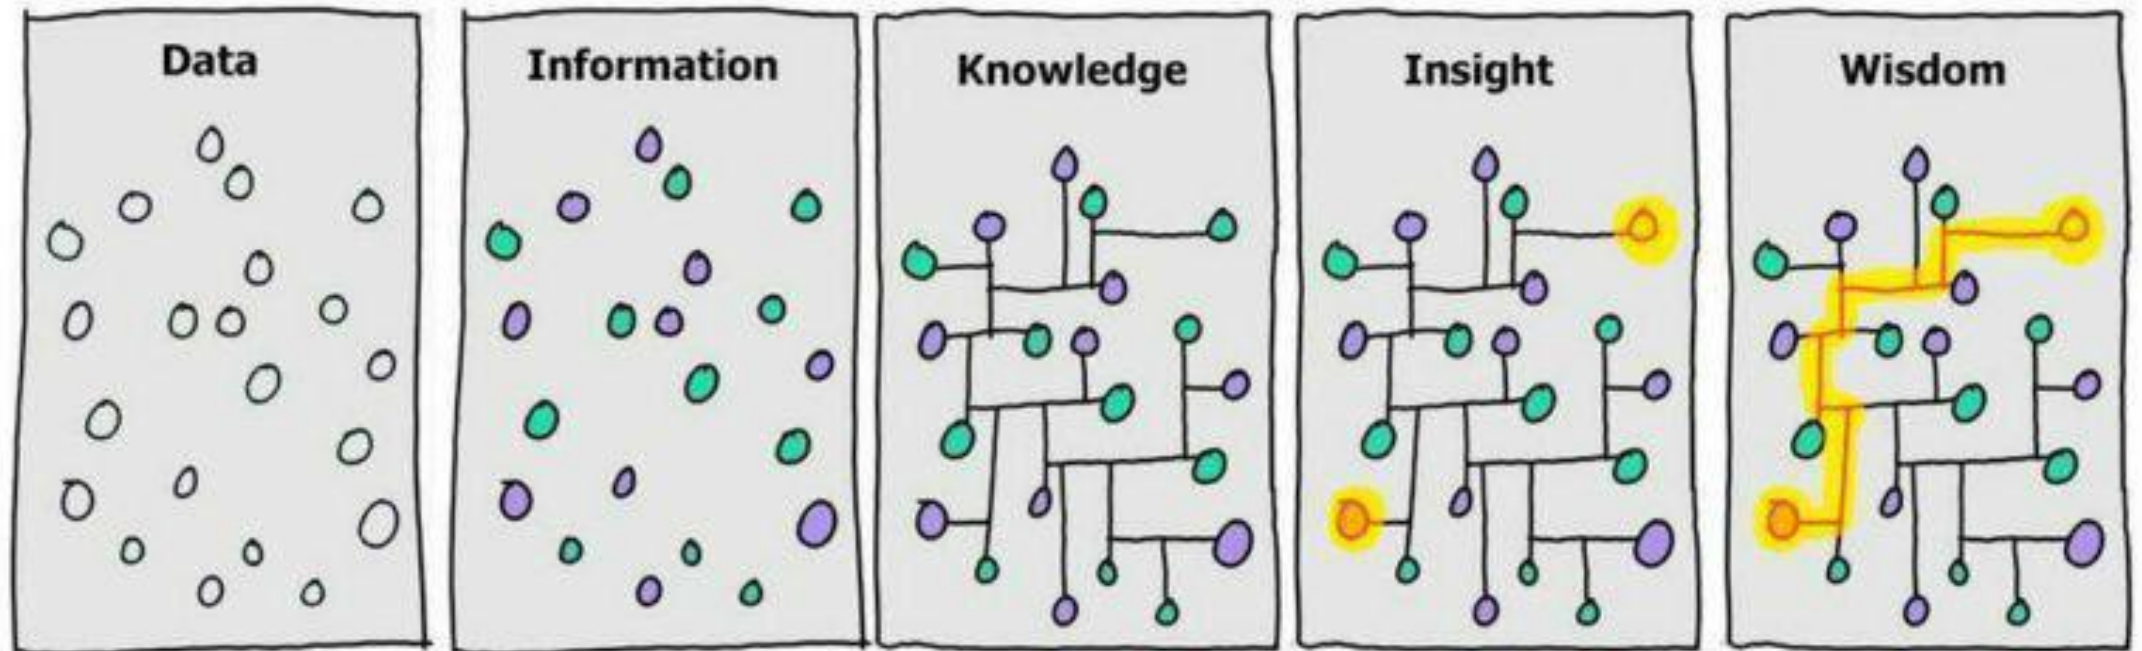 Data
Information
Knowledge
Insight
Wisdom